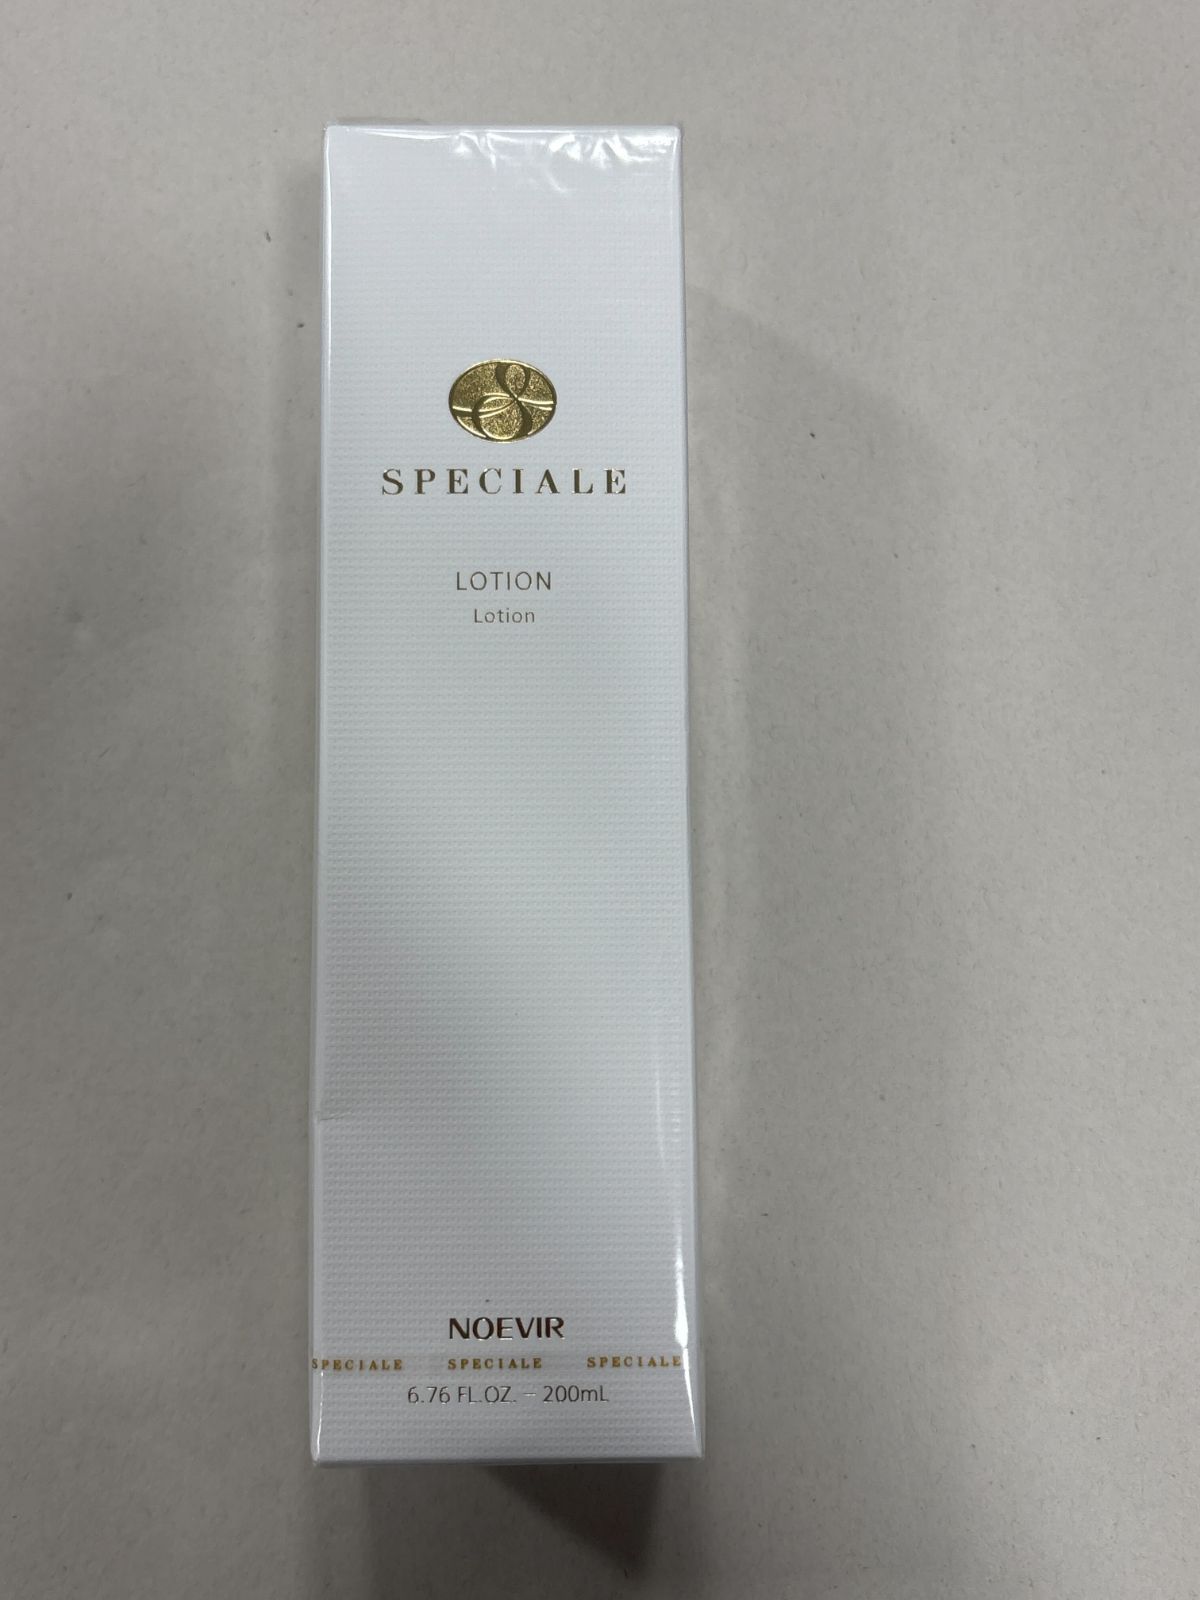 SPECIALE
LOTION
Lotion
NOEVIR
SPECIALE SPECIALE SPECIALE
6.76 FL.OZ. – 200mL